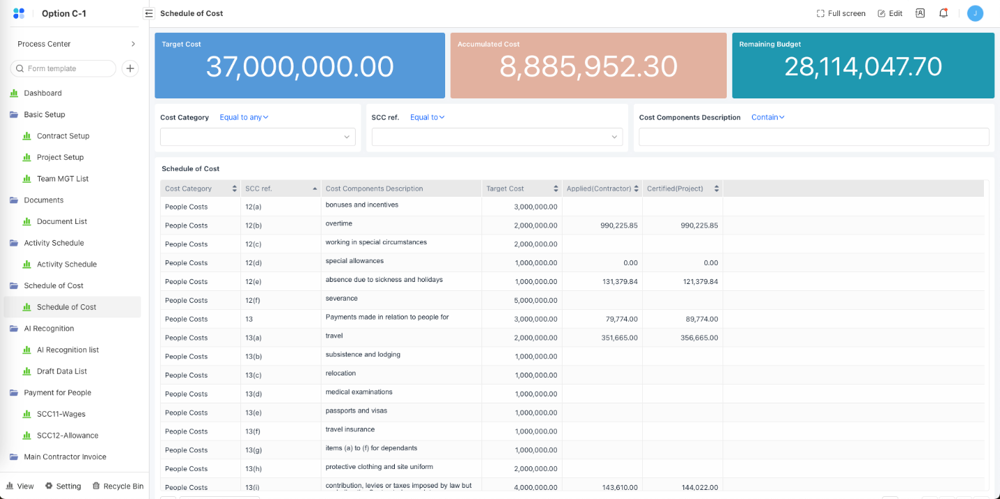 Option C-1
Schedule of Cost
Full screen
Edit
J
Process Center
Form template
Dashboard
Basic Setup
Contract Setup
Project Setup
Team MGT List
Documents
Document List
Activity Schedule
Activity Schedule
Schedule of Cost
Schedule of Cost
AI Recognition
AI Recognition list
Draft Data List
Payment for People
SCC11-Wages
SCC12-Allowance
Main Contractor Invoice
View Setting Recycle Bin
Target Cost
37,000,000.00
Accumulated Cost
8,885,952.30
Remaining Budget
28,114,047.70
Cost Category Equal to any
SCC ref. Equal to
Cost Components Description Contain
Schedule of Cost
Cost Category SCC ref. Cost Components Description Target Cost Applied(Contractor) Certified(Project)
People Costs 12(a) bonuses and incentives 3,000,000.00
People Costs 12(b) overtime 2,000,000.00 990,225.85 990,225.85
People Costs 12(c) working in special circumstances 2,000,000.00
People Costs 12(d) special allowances 1,000,000.00 0.00 0.00
People Costs 12(e) absence due to sickness and holidays 1,000,000.00 131,379.84 121,379.84
People Costs 12(f) severance 5,000,000.00
People Costs 13 Payments made in relation to people for 3,000,000.00 79,774.00 89,774.00
People Costs 13(a) travel 2,000,000.00 351,665.00 356,665.00
People Costs 13(b) subsistence and lodging 1,000,000.00
People Costs 13(c) relocation 1,000,000.00
People Costs 13(d) medical examinations 1,000,000.00
People Costs 13(e) passports and visas 1,000,000.00
People Costs 13(f) travel insurance 1,000,000.00
People Costs 13(g) items (a) to (f) for dependants 1,000,000.00
People Costs 13(h) protective clothing and site uniform 2,000,000.00
People Costs 13(i) contribution, levies or taxes imposed by law but 4,000,000.00 143,610.00 144,022.00